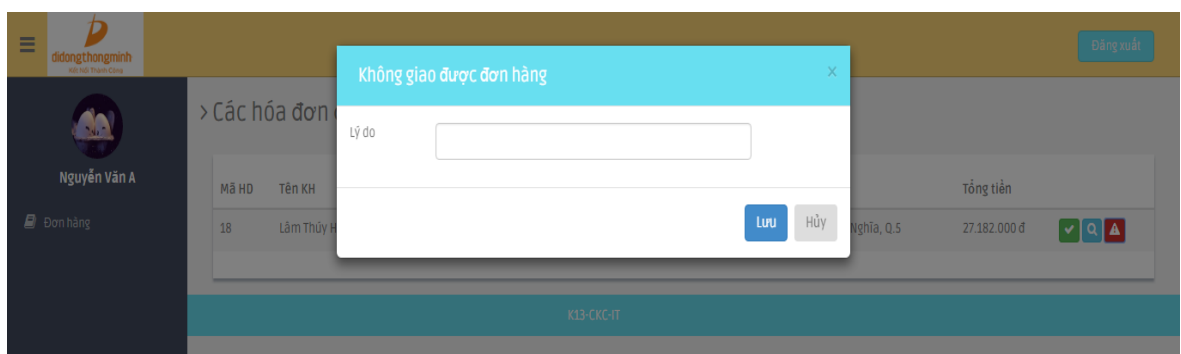 didongthongminh
Kết Nối Thành Công
Đăng xuất
Không giao được đơn hàng
×
> Các hóa đơn
Lý do
Nguyễn Văn A
Mã HD Tên KH Tổng tiền
Đơn hàng
18 Lâm Thúy H Nghĩa, Q.5 27.182.000 đ
Lưu Hủy
K13-CKC-IT